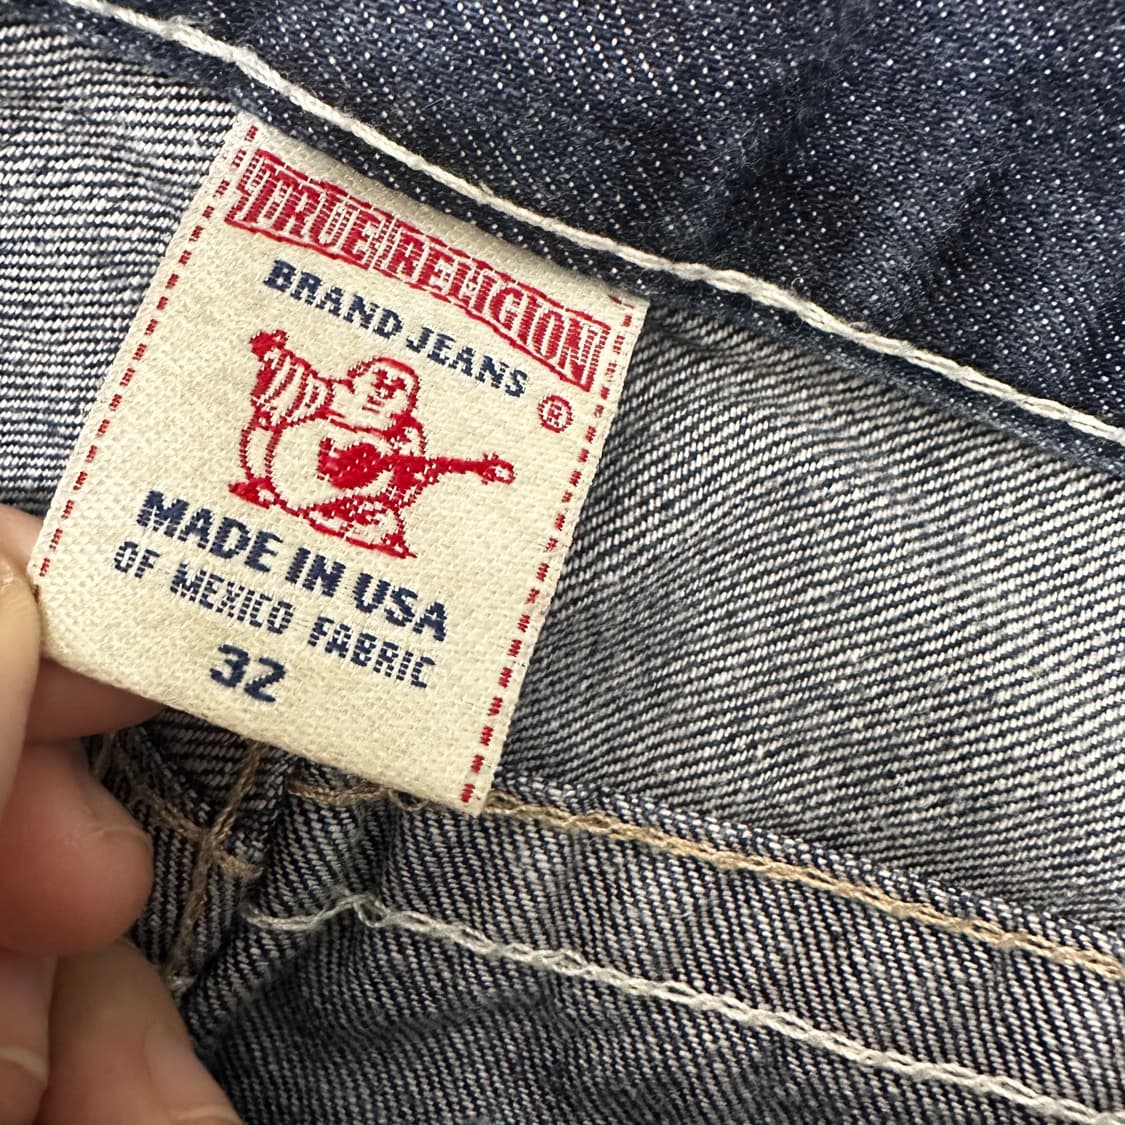 TRUE RELIGION
BRAND JEANS
®
MADE IN USA
OF MEXICO FABRIC
32